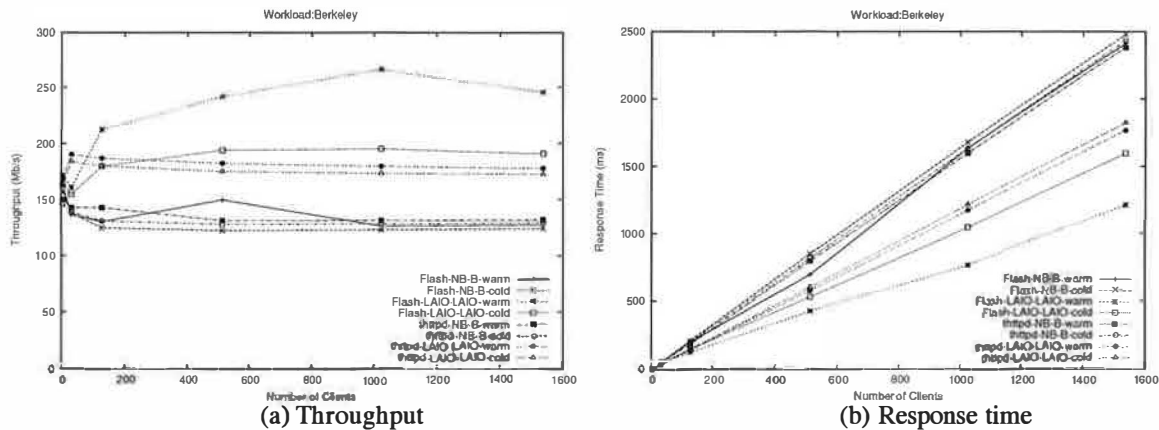 Workload:Berkeley
300
250
200
150
100
50
0
Throughput (Mb/s)
Flash-NB-B-warm
Flash-NB-B-cold
Flash-LAIO-LAIO-warm
Flash-LAIO-LAIO-cold
thttpd-NB-B-warm
thttpd-NB-B-cold
thttpd-LAIO-LAIO-warm
thttpd-LAIO-LAIO-cold
0 200 400 600 800 1000 1200 1400 1600
Number of Clients
(a) Throughput
Workload:Berkeley
2500
2000
1500
1000
500
0
Response Time (ms)
Flash-NB-B-warm
Flash-NB-B-cold
Flash-LAIO-LAIO-warm
Flash-LAIO-LAIO-cold
thttpd-NB-B-warm
thttpd-NB-B-cold
thttpd-LAIO-LAIO-warm
thttpd-LAIO-LAIO-cold
0 200 400 600 800 1000 1200 1400 1600
Number of Clients
(b) Response time